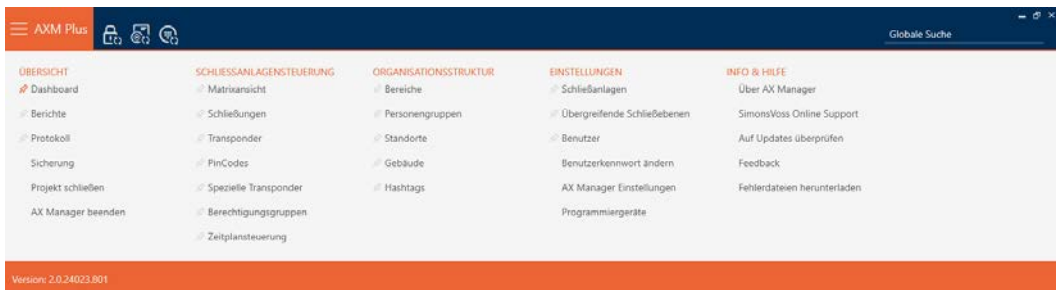 AXM Plus
Globale Suche
ÜBERSICHT
Dashboard
Berichte
Protokoll
Sicherung
Projekt schließen
AX Manager beenden
SCHLIESSANLAGENSTEUERUNG
Matrixansicht
Schließungen
Transponder
PinCodes
Spezielle Transponder
Berechtigungsgruppen
Zeitplansteuerung
ORGANISATIONSSTRUKTUR
Bereiche
Personengruppen
Standorte
Gebäude
Hashtags
EINSTELLUNGEN
Schließanlagen
Übergreifende Schließebenen
Benutzer
Benutzerkennwort ändern
AX Manager Einstellungen
Programmiergeräte
INFO & HILFE
Über AX Manager
SimonsVoss Online Support
Auf Updates überprüfen
Feedback
Fehlerdateien herunterladen
Version: 2.0.24023.801